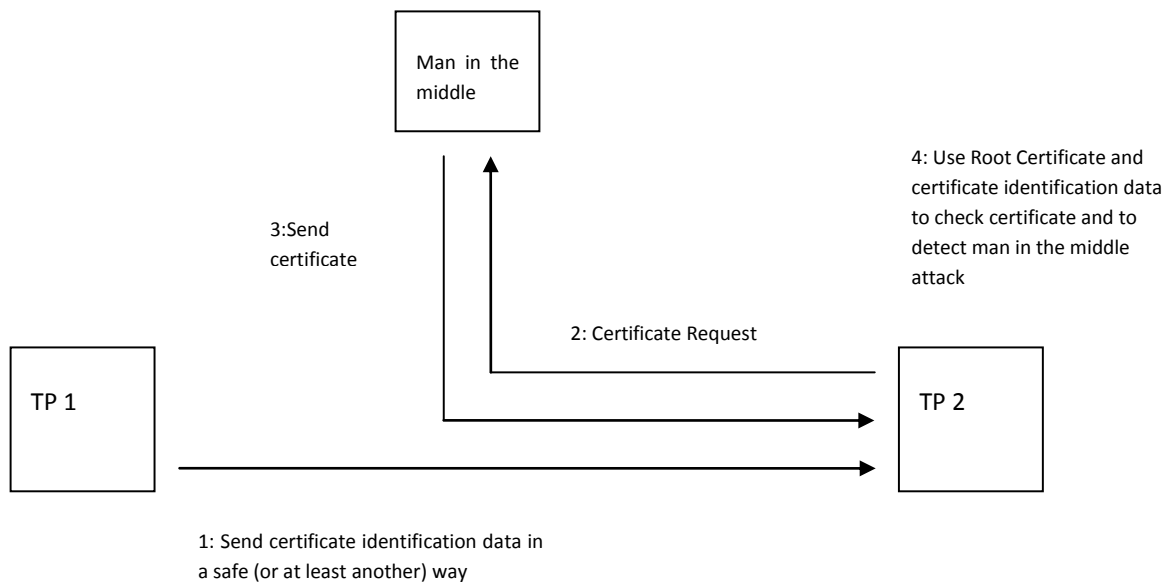 Man in the
middle
4: Use Root Certificate and
certificate identification data
to check certificate and to
detect man in the middle
attack
3:Send
certificate
2: Certificate Request
TP 1
TP 2
1: Send certificate identification data in
a safe (or at least another) way